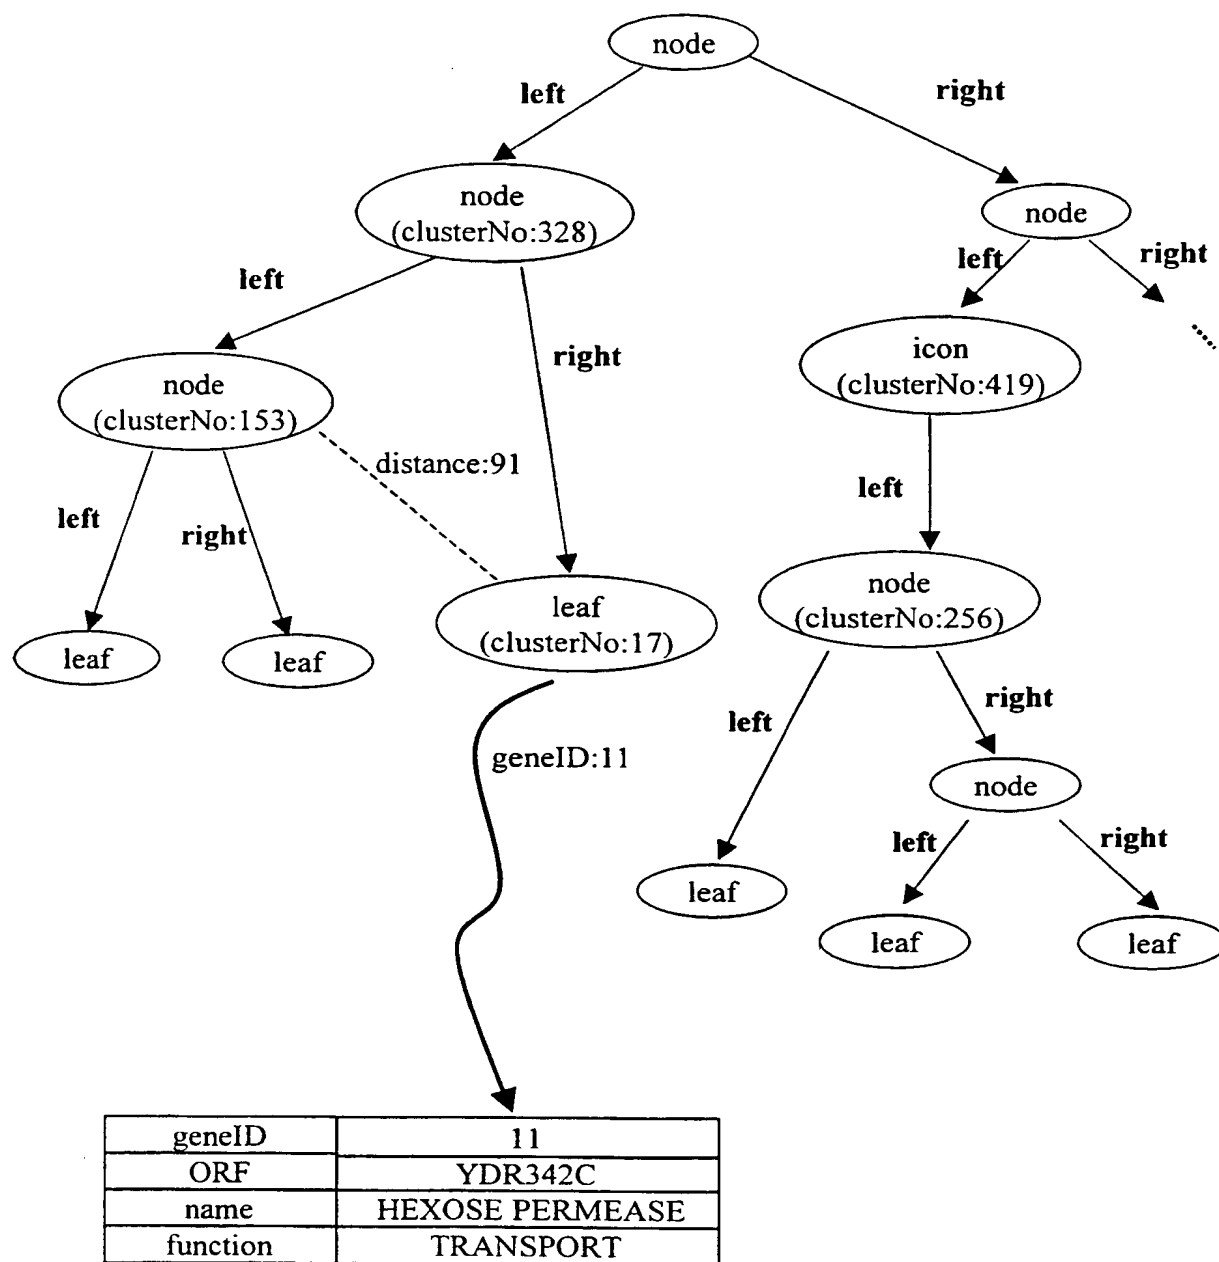 node
left
right
node
(clusterNo:328)
node
left
right
left
right
icon
(clusterNo:419)
node
(clusterNo:153)
distance:91
left
left
right
leaf
(clusterNo:17)
node
(clusterNo:256)
leaf
leaf
left
right
geneID:11
node
left
right
leaf
leaf
leaf
geneID 11
ORF YDR342C
name HEXOSE PERMEASE
function TRANSPORT